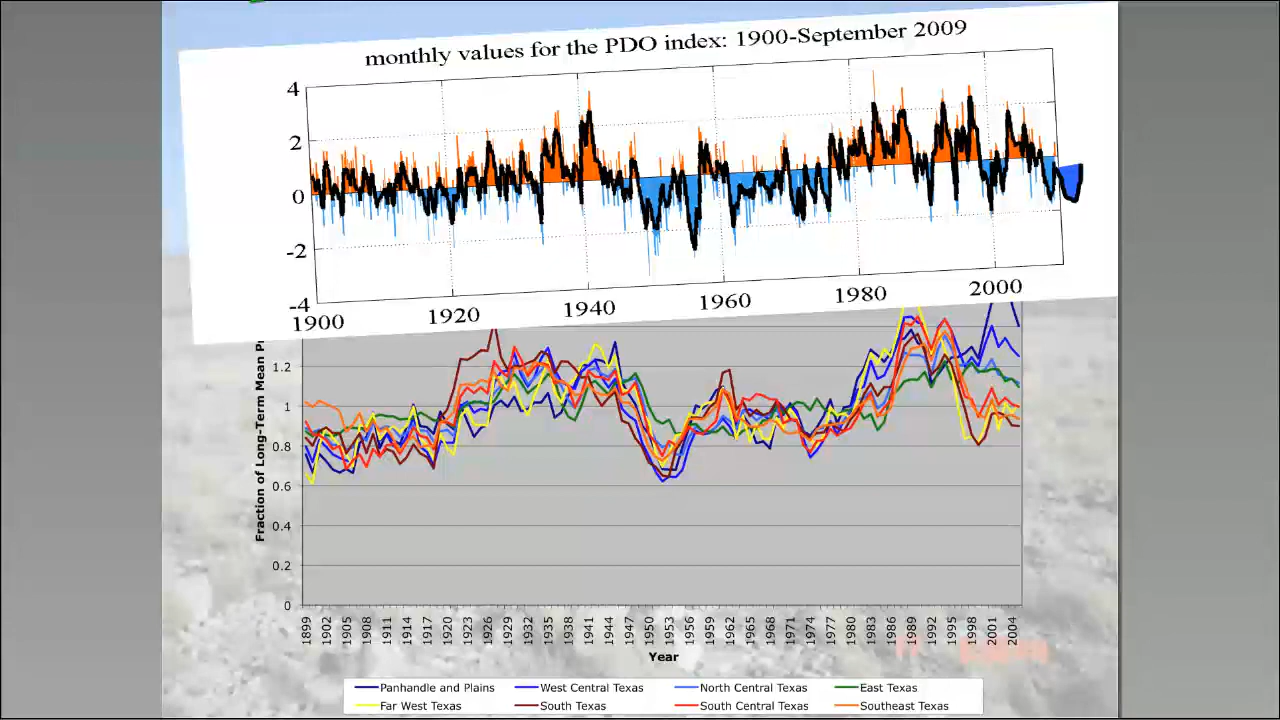 monthly values for the PDO index: 1900-September 2009
4
2
0
-2
-4
1900 1920 1940 1960 1980 2000
Fraction of Long-Term Mean
1.2
1
0.8
0.6
0.4
0.2
0
1899 1902 1905 1908 1911 1914 1917 1920 1923 1926 1929 1932 1935 1938 1941 1944 1947 1950 1953 1956 1959 1962 1965 1968 1971 1974 1977 1980 1983 1986 1989 1992 1995 1998 2001 2004
Year
Panhandle and Plains West Central Texas North Central Texas East Texas
Far West Texas South Texas South Central Texas Southeast Texas